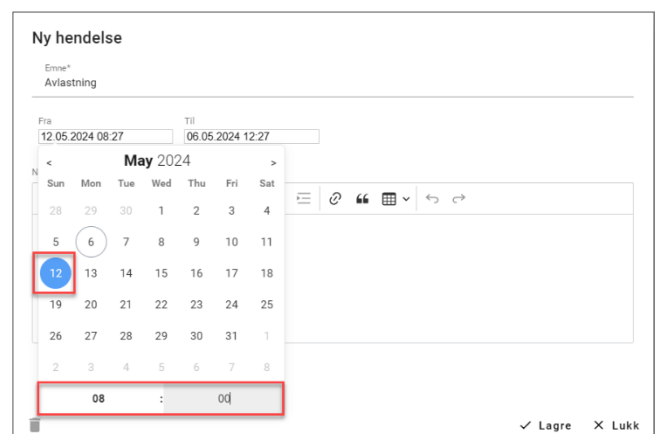 Ny hendelse
Emne*
Avlastning
Fra Til
12.05.2024 08:27 06.05.2024 12:27
< May 2024 >
N
Sun Mon Tue Wed Thu Fri Sat
28 29 30 1 2 3 4
5 6 7 8 9 10 11
12 13 14 15 16 17 18
19 20 21 22 23 24 25
26 27 28 29 30 31 1
2 3 4 5 6 7 8
08 : 00
Lagre Lukk